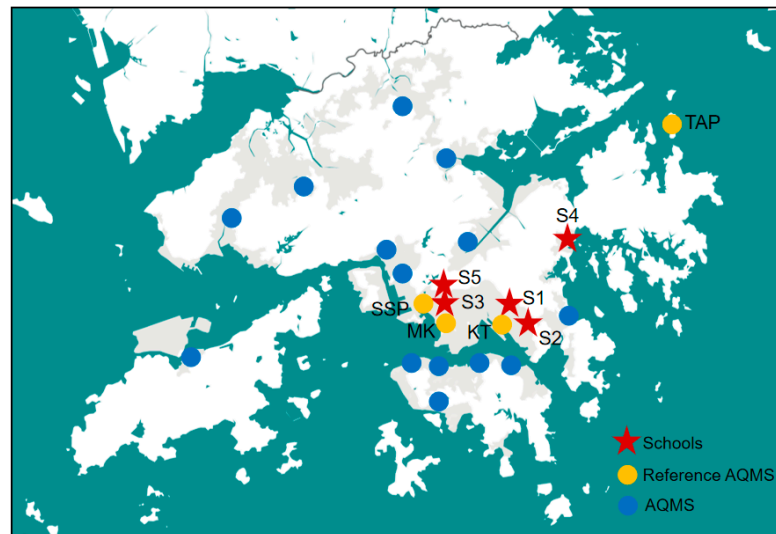 TAP
S4
S5
SSP
S3
S1
MK
KT
S2
Schools
Reference AQMS
AQMS